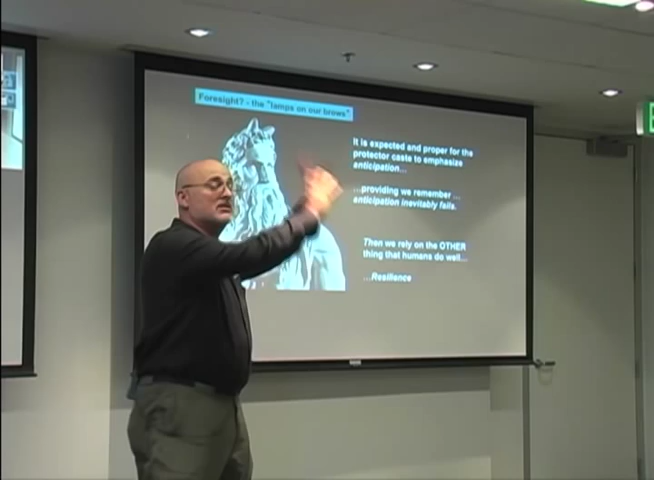 Foresight? - the "lamps on our brows"
It is expected and proper for the
protector caste to emphasize
anticipation...
...providing we remember ...
anticipation inevitably fails.
Then we rely on the OTHER
thing that humans do well...
...Resilience